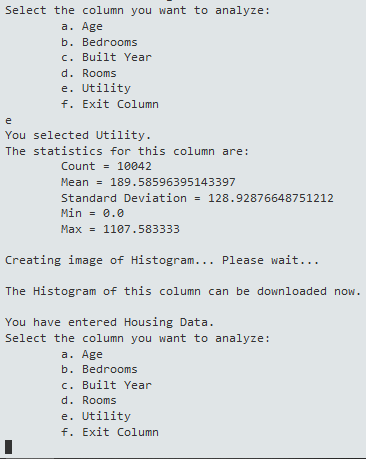 Select the column you want to analyze:
a. Age
b. Bedrooms
c. Built Year
d. Rooms
e. Utility
f. Exit Column
e
You selected Utility.
The statistics for this column are:
Count = 10042
Mean = 189.58596395143397
Standard Deviation = 128.92876648751212
Min = 0.0
Max = 1107.583333
Creating image of Histogram... Please wait...
The Histogram of this column can be downloaded now.
You have entered Housing Data.
Select the column you want to analyze:
a. Age
b. Bedrooms
c. Built Year
d. Rooms
e. Utility
f. Exit Column